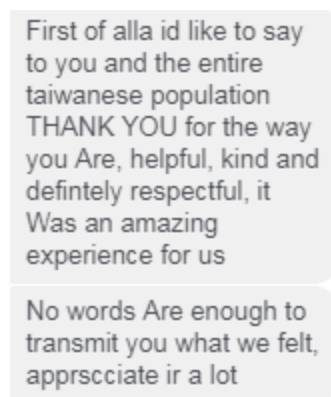 First of alla id like to say
to you and the entire
taiwanese population
THANK YOU for the way
you Are, helpful, kind and
defintely respectful, it
Was an amazing
experience for us
No words Are enough to
transmit you what we felt,
apprscciate ir a lot